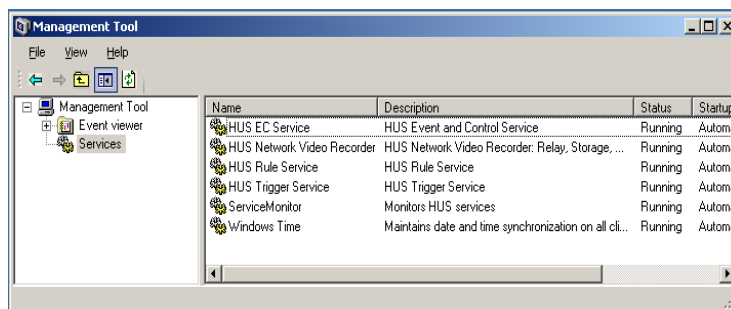 Management Tool
File View Help
Management Tool
Event viewer
Services
Name Description Status Startup
HUS EC Service HUS Event and Control Service Running Autom
HUS Network Video Recorder HUS Network Video Recorder: Relay, Storage, ... Running Autom
HUS Rule Service HUS Rule Service Running Autom
HUS Trigger Service HUS Trigger Service Running Autom
ServiceMonitor Monitors HUS services Running Autom
Windows Time Maintains date and time synchronization on all cli... Running Autom